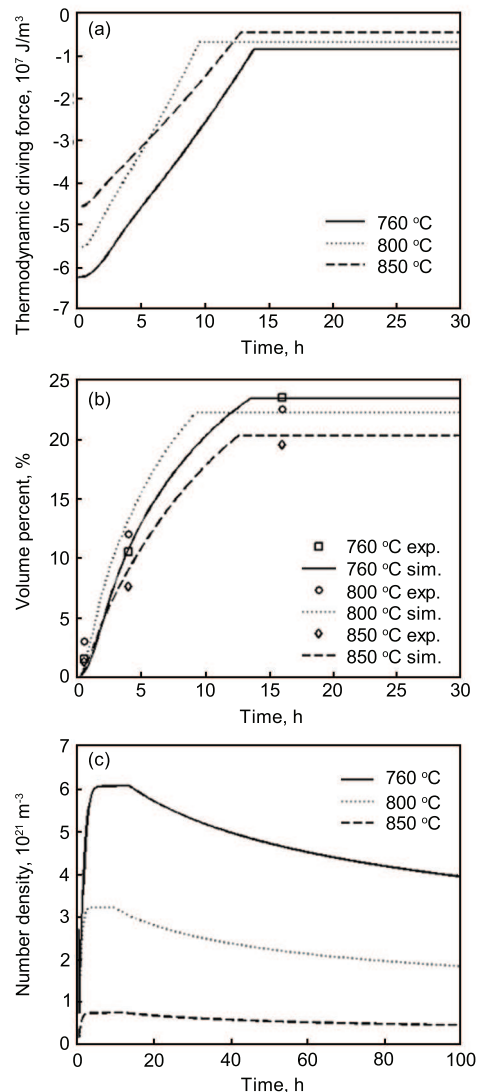 (a)
Thermodynamic driving force, 10⁷ J/m³
-0
-1
-2
-3
-4
-5
-6
-7
760 °C
800 °C
850 °C
0 5 10 15 20 25 30
Time, h
(b)
Volume percent, %
25
20
15
10
5
0
760 °C exp.
760 °C sim.
800 °C exp.
800 °C sim.
850 °C exp.
850 °C sim.
0 5 10 15 20 25 30
Time, h
(c)
Number density, 10²¹ m⁻³
7
6
5
4
3
2
1
0
760 °C
800 °C
850 °C
0 20 40 60 80 100
Time, h